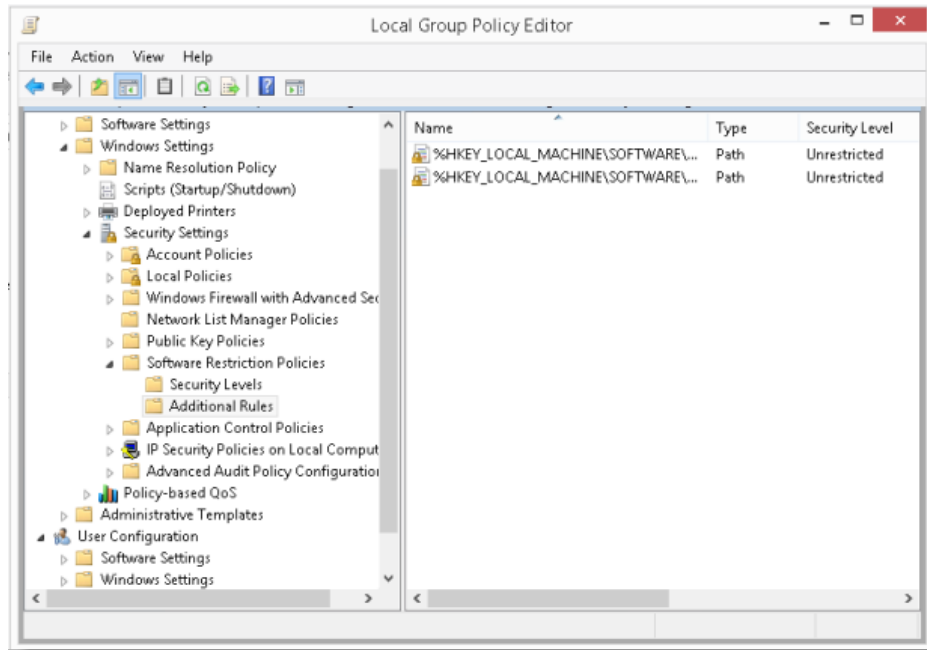 Local Group Policy Editor
File Action View Help
Software Settings
Windows Settings
Name Resolution Policy
Scripts (Startup/Shutdown)
Deployed Printers
Security Settings
Account Policies
Local Policies
Windows Firewall with Advanced Sec
Network List Manager Policies
Public Key Policies
Software Restriction Policies
Security Levels
Additional Rules
Application Control Policies
IP Security Policies on Local Comput
Advanced Audit Policy Configuration
Policy-based QoS
Administrative Templates
User Configuration
Software Settings
Windows Settings
Name Type Security Level
%HKEY_LOCAL_MACHINE\SOFTWARE\... Path Unrestricted
%HKEY_LOCAL_MACHINE\SOFTWARE\... Path Unrestricted